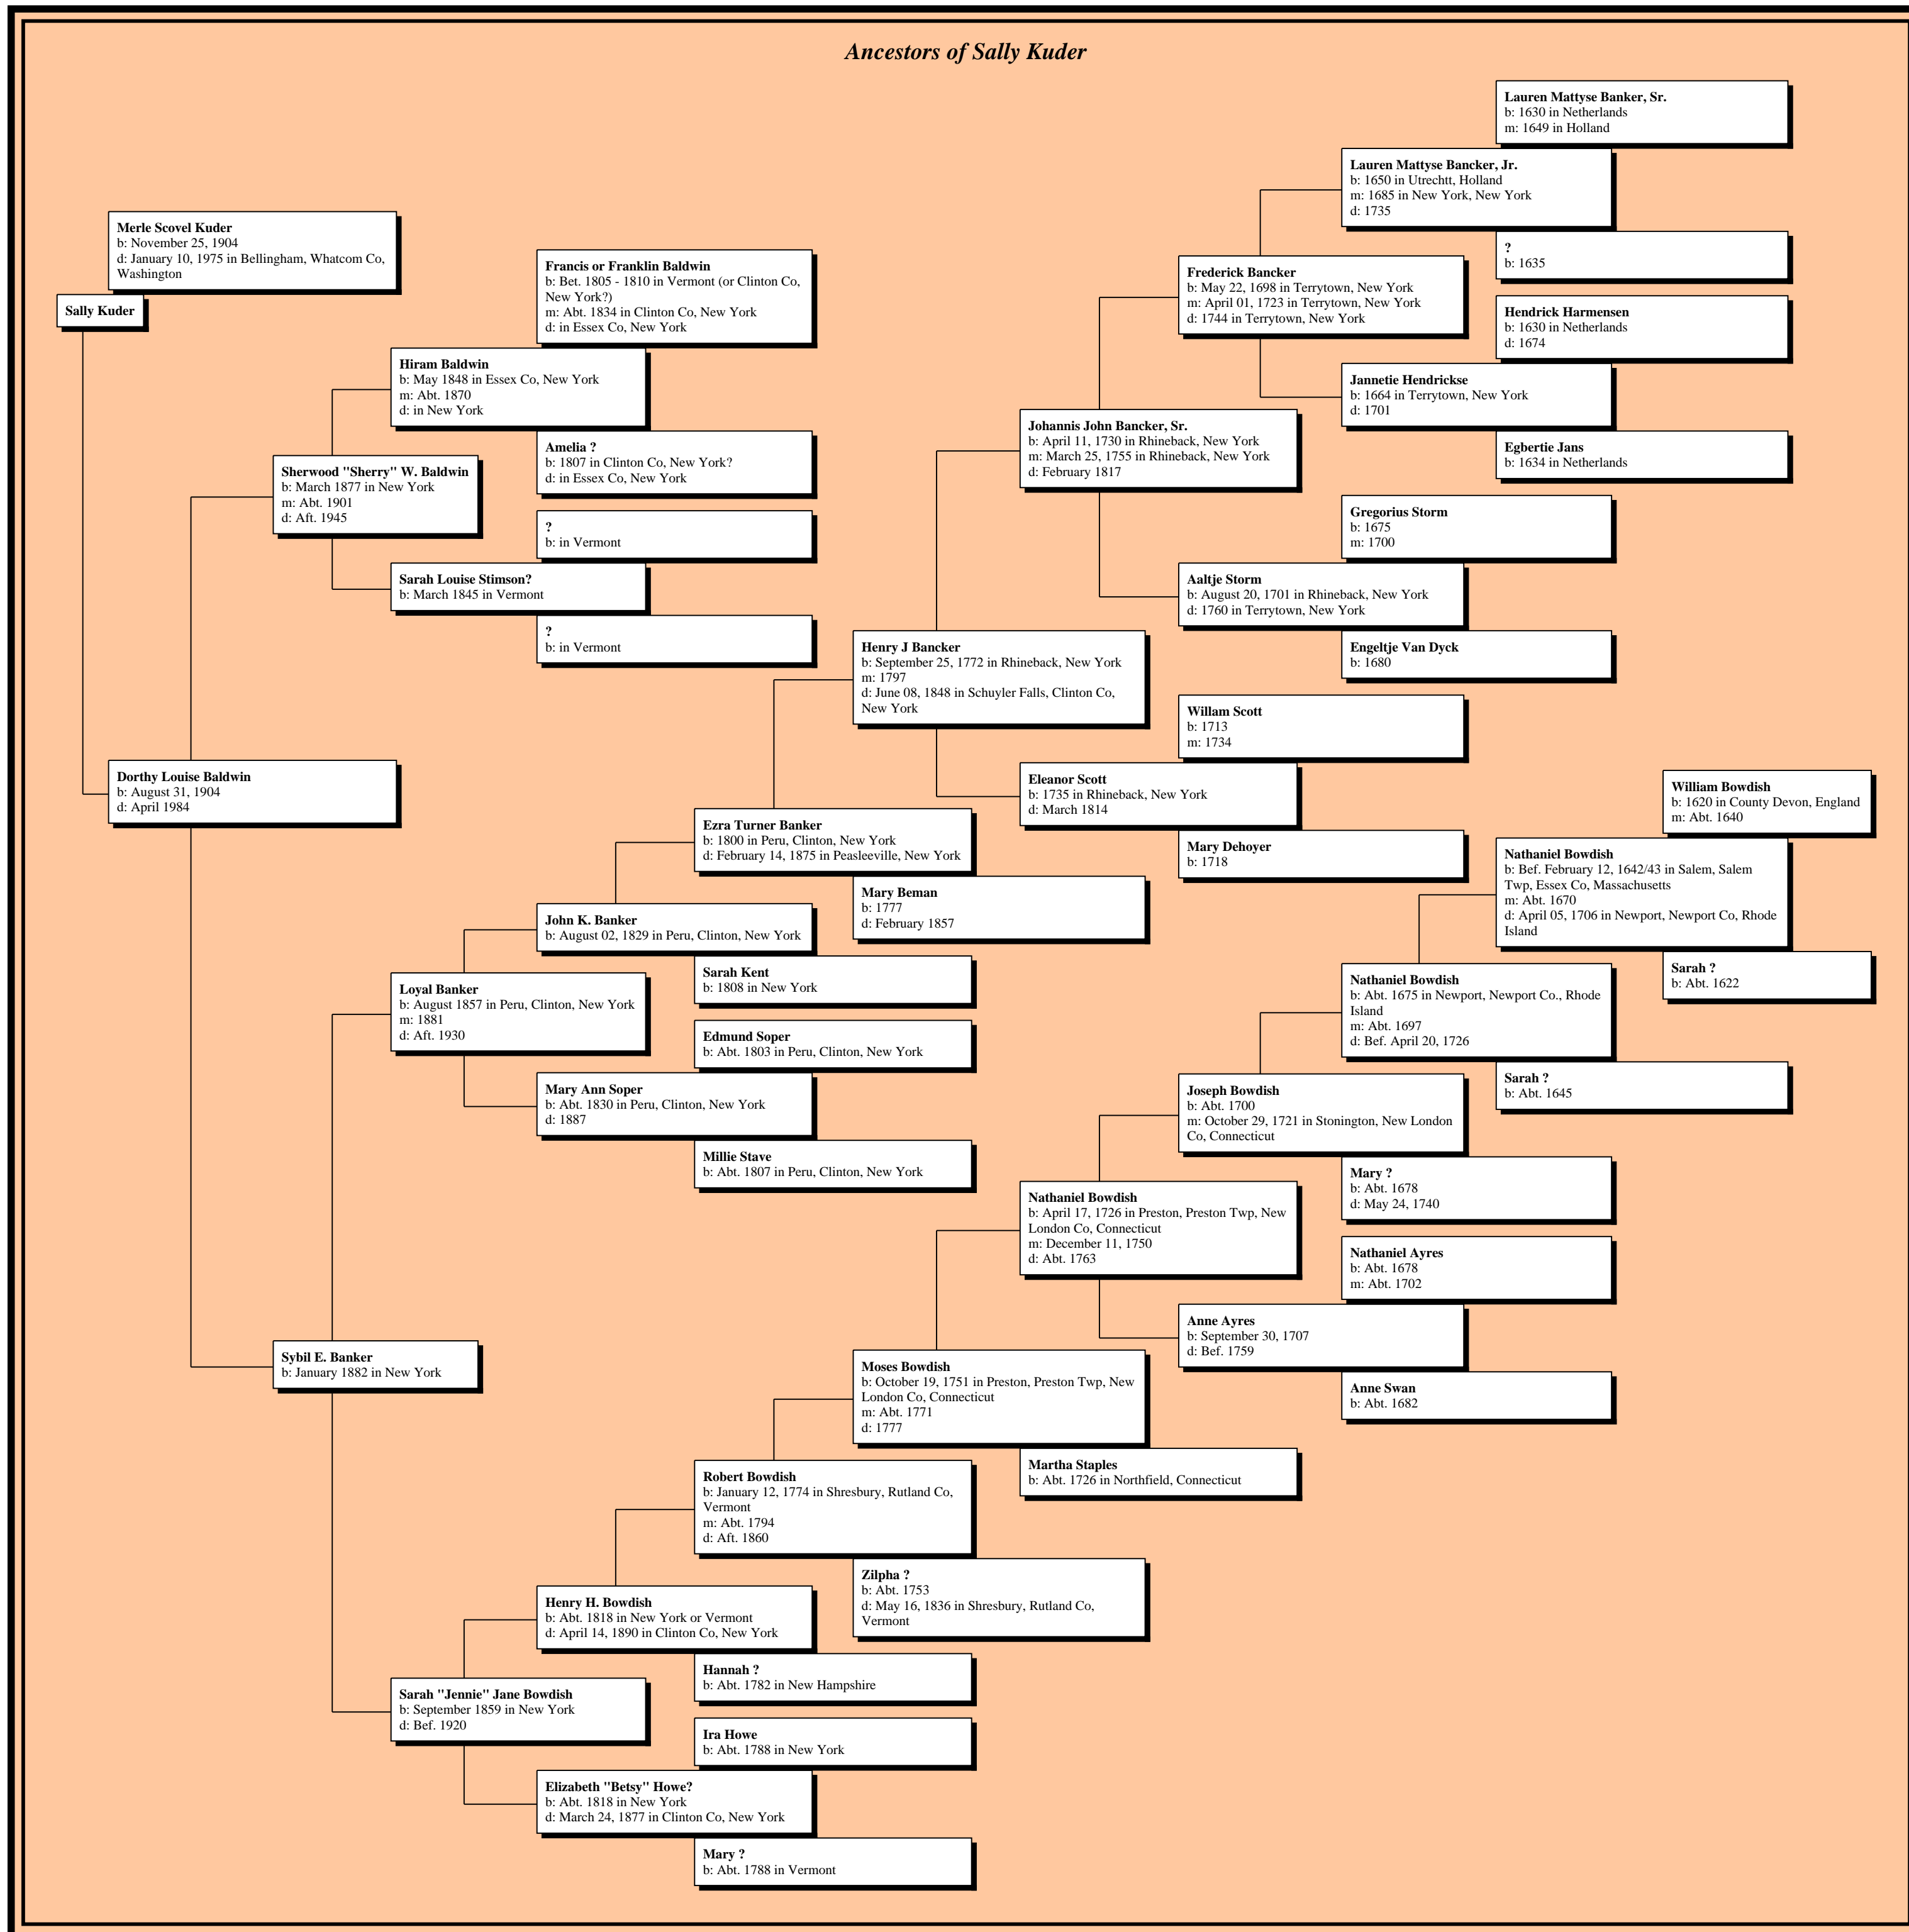 Ancestors of Sally Kuder
Sally Kuder
Merle Scovel Kuder
b: November 25, 1904
d: January 10, 1975 in Bellingham, Whatcom Co,
Washington
Dorthy Louise Baldwin
b: August 31, 1904
d: April 1984
Sherwood "Sherry" W. Baldwin
b: March 1877 in New York
m: Abt. 1901
d: Aft. 1945
Sybil E. Banker
b: January 1882 in New York
Hiram Baldwin
b: May 1848 in Essex Co, New York
m: Abt. 1870
d: in New York
Sarah Louise Stimson?
b: March 1845 in Vermont
Loyal Banker
b: August 1857 in Peru, Clinton, New York
m: 1881
d: Aft. 1930
Sarah "Jennie" Jane Bowdish
b: September 1859 in New York
d: Bef. 1920
Francis or Franklin Baldwin
b: Bet. 1805 - 1810 in Vermont (or Clinton Co,
New York?)
m: Abt. 1834 in Clinton Co, New York
d: in Essex Co, New York
Amelia ?
b: 1807 in Clinton Co, New York?
d: in Essex Co, New York
?
b: in Vermont
?
b: in Vermont
John K. Banker
b: August 02, 1829 in Peru, Clinton, New York
Mary Ann Soper
b: Abt. 1830 in Peru, Clinton, New York
d: 1887
Henry H. Bowdish
b: Abt. 1818 in New York or Vermont
d: April 14, 1890 in Clinton Co, New York
Elizabeth "Betsy" Howe?
b: Abt. 1818 in New York
d: March 24, 1877 in Clinton Co, New York
Ezra Turner Banker
b: 1800 in Peru, Clinton, New York
d: February 14, 1875 in Peasleeville, New York
Sarah Kent
b: 1808 in New York
Edmund Soper
b: Abt. 1803 in Peru, Clinton, New York
Millie Stave
b: Abt. 1807 in Peru, Clinton, New York
Robert Bowdish
b: January 12, 1774 in Shresbury, Rutland Co,
Vermont
m: Abt. 1794
d: Aft. 1860
Hannah ?
b: Abt. 1782 in New Hampshire
Ira Howe
b: Abt. 1788 in New York
Mary ?
b: Abt. 1788 in Vermont
Henry J Bancker
b: September 25, 1772 in Rhineback, New York
m: 1797
d: June 08, 1848 in Schuyler Falls, Clinton Co,
New York
Mary Beman
b: 1777
d: February 1857
Moses Bowdish
b: October 19, 1751 in Preston, Preston Twp, New
London Co, Connecticut
m: Abt. 1771
d: 1777
Zilpha ?
b: Abt. 1753
d: May 16, 1836 in Shresbury, Rutland Co,
Vermont
Johannis John Bancker, Sr.
b: April 11, 1730 in Rhineback, New York
m: March 25, 1755 in Rhineback, New York
d: February 1817
Eleanor Scott
b: 1735 in Rhineback, New York
d: March 1814
Nathaniel Bowdish
b: April 17, 1726 in Preston, Preston Twp, New
London Co, Connecticut
m: December 11, 1750
d: Abt. 1763
Martha Staples
b: Abt. 1726 in Northfield, Connecticut
Frederick Bancker
b: May 22, 1698 in Terrytown, New York
m: April 01, 1723 in Terrytown, New York
d: 1744 in Terrytown, New York
Aaltje Storm
b: August 20, 1701 in Rhineback, New York
d: 1760 in Terrytown, New York
Willam Scott
b: 1713
m: 1734
Mary Dehoyer
b: 1718
Joseph Bowdish
b: Abt. 1700
m: October 29, 1721 in Stonington, New London
Co, Connecticut
Anne Ayres
b: September 30, 1707
d: Bef. 1759
Lauren Mattyse Bancker, Jr.
b: 1650 in Utrechtt, Holland
m: 1685 in New York, New York
d: 1735
Jannetie Hendrickse
b: 1664 in Terrytown, New York
d: 1701
Gregorius Storm
b: 1675
m: 1700
Engeltje Van Dyck
b: 1680
Nathaniel Bowdish
b: Abt. 1675 in Newport, Newport Co., Rhode
Island
m: Abt. 1697
d: Bef. April 20, 1726
Mary ?
b: Abt. 1678
d: May 24, 1740
Nathaniel Ayres
b: Abt. 1678
m: Abt. 1702
Anne Swan
b: Abt. 1682
Lauren Mattyse Banker, Sr.
b: 1630 in Netherlands
m: 1649 in Holland
?
b: 1635
Hendrick Harmensen
b: 1630 in Netherlands
d: 1674
Egbertie Jans
b: 1634 in Netherlands
Nathaniel Bowdish
b: Bef. February 12, 1642/43 in Salem, Salem
Twp, Essex Co, Massachusetts
m: Abt. 1670
d: April 05, 1706 in Newport, Newport Co, Rhode
Island
Sarah ?
b: Abt. 1645
William Bowdish
b: 1620 in County Devon, England
m: Abt. 1640
Sarah ?
b: Abt. 1622